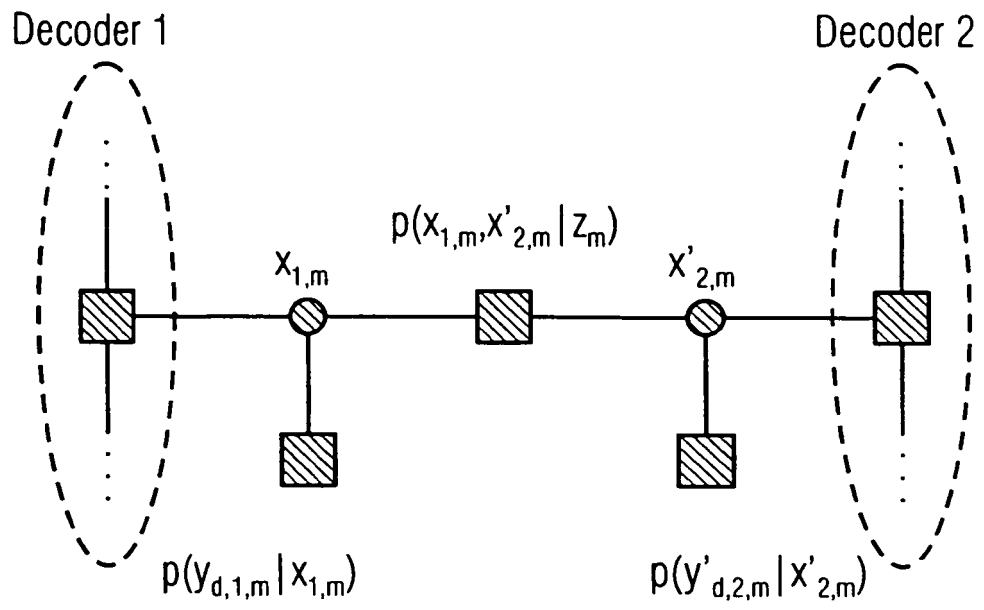 Decoder 1
Decoder 2
p(x1,m,x'2,m|zm)
x1,m
x'2,m
p(yd,1,m|x1,m)
p(y'd,2,m|x'2,m)